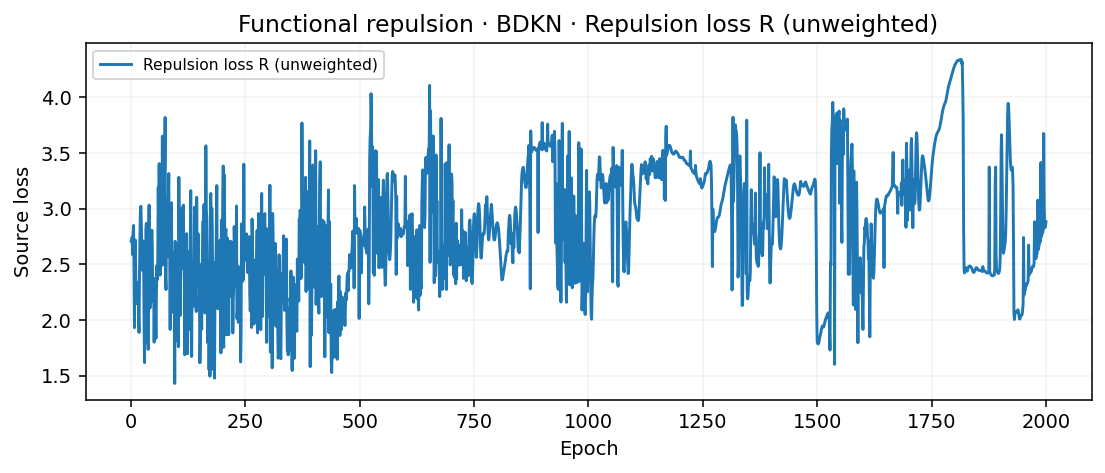 Functional repulsion · BDKN · Repulsion loss R (unweighted)
Repulsion loss R (unweighted)
Source loss
4.0
3.5
3.0
2.5
2.0
1.5
0 250 500 750 1000 1250 1500 1750 2000
Epoch